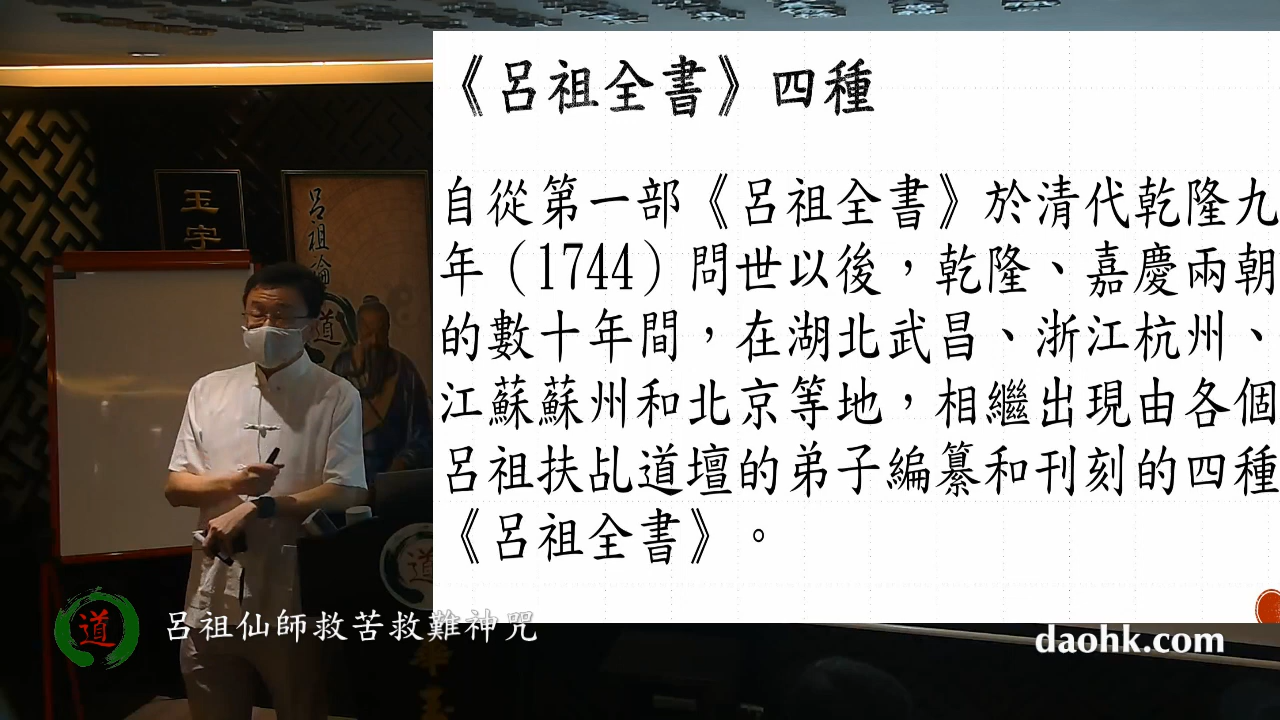 《呂祖全書》四種
自從第一部《呂祖全書》於清代乾隆九
年（1744）問世以後，乾隆、嘉慶兩朝
的數十年間，在湖北武昌、浙江杭州、
江蘇蘇州和北京等地，相繼出現由各個
呂祖扶乩道壇的弟子編纂和刊刻的四種
《呂祖全書》。
玉宇
呂祖論道
道
道
呂祖仙師救苦救難神咒
daohk.com